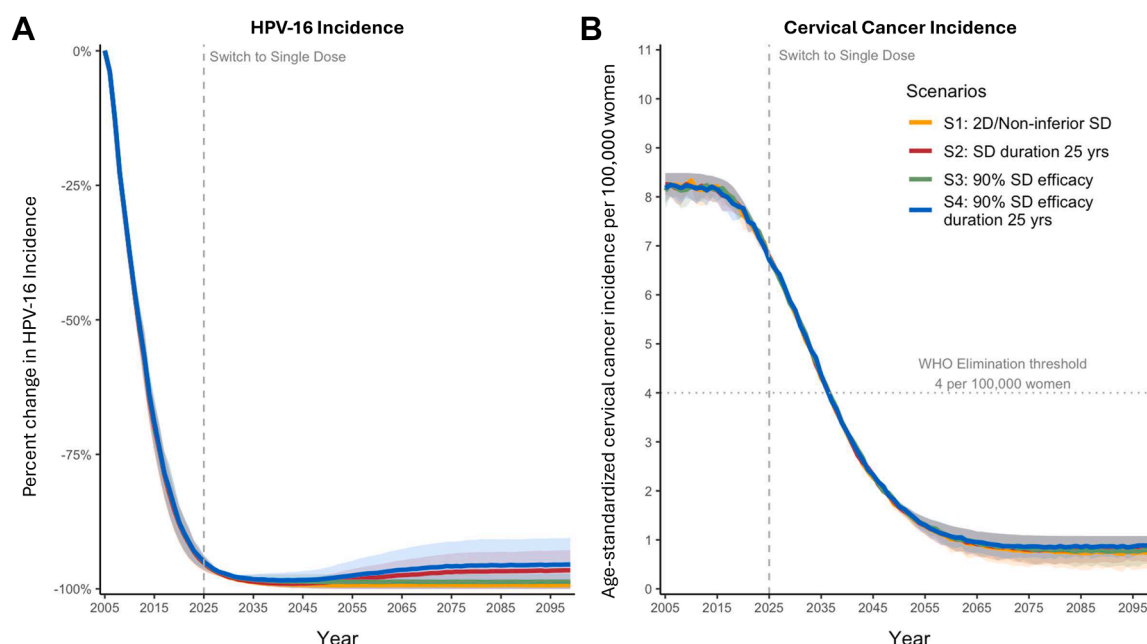 A
HPV-16 Incidence
Percent change in HPV-16 Incidence
0%
-25%
-50%
-75%
-100%
Switch to Single Dose
2005 2015 2025 2035 2045 2055 2065 2075 2085 2095
Year
B
Cervical Cancer Incidence
Age-standardized cervical cancer incidence per 100,000 women
11
10
9
8
7
6
5
4
3
2
1
0
Switch to Single Dose
Scenarios
S1: 2D/Non-inferior SD
S2: SD duration 25 yrs
S3: 90% SD efficacy
S4: 90% SD efficacy
duration 25 yrs
WHO Elimination threshold
4 per 100,000 women
2005 2015 2025 2035 2045 2055 2065 2075 2085 2095
Year